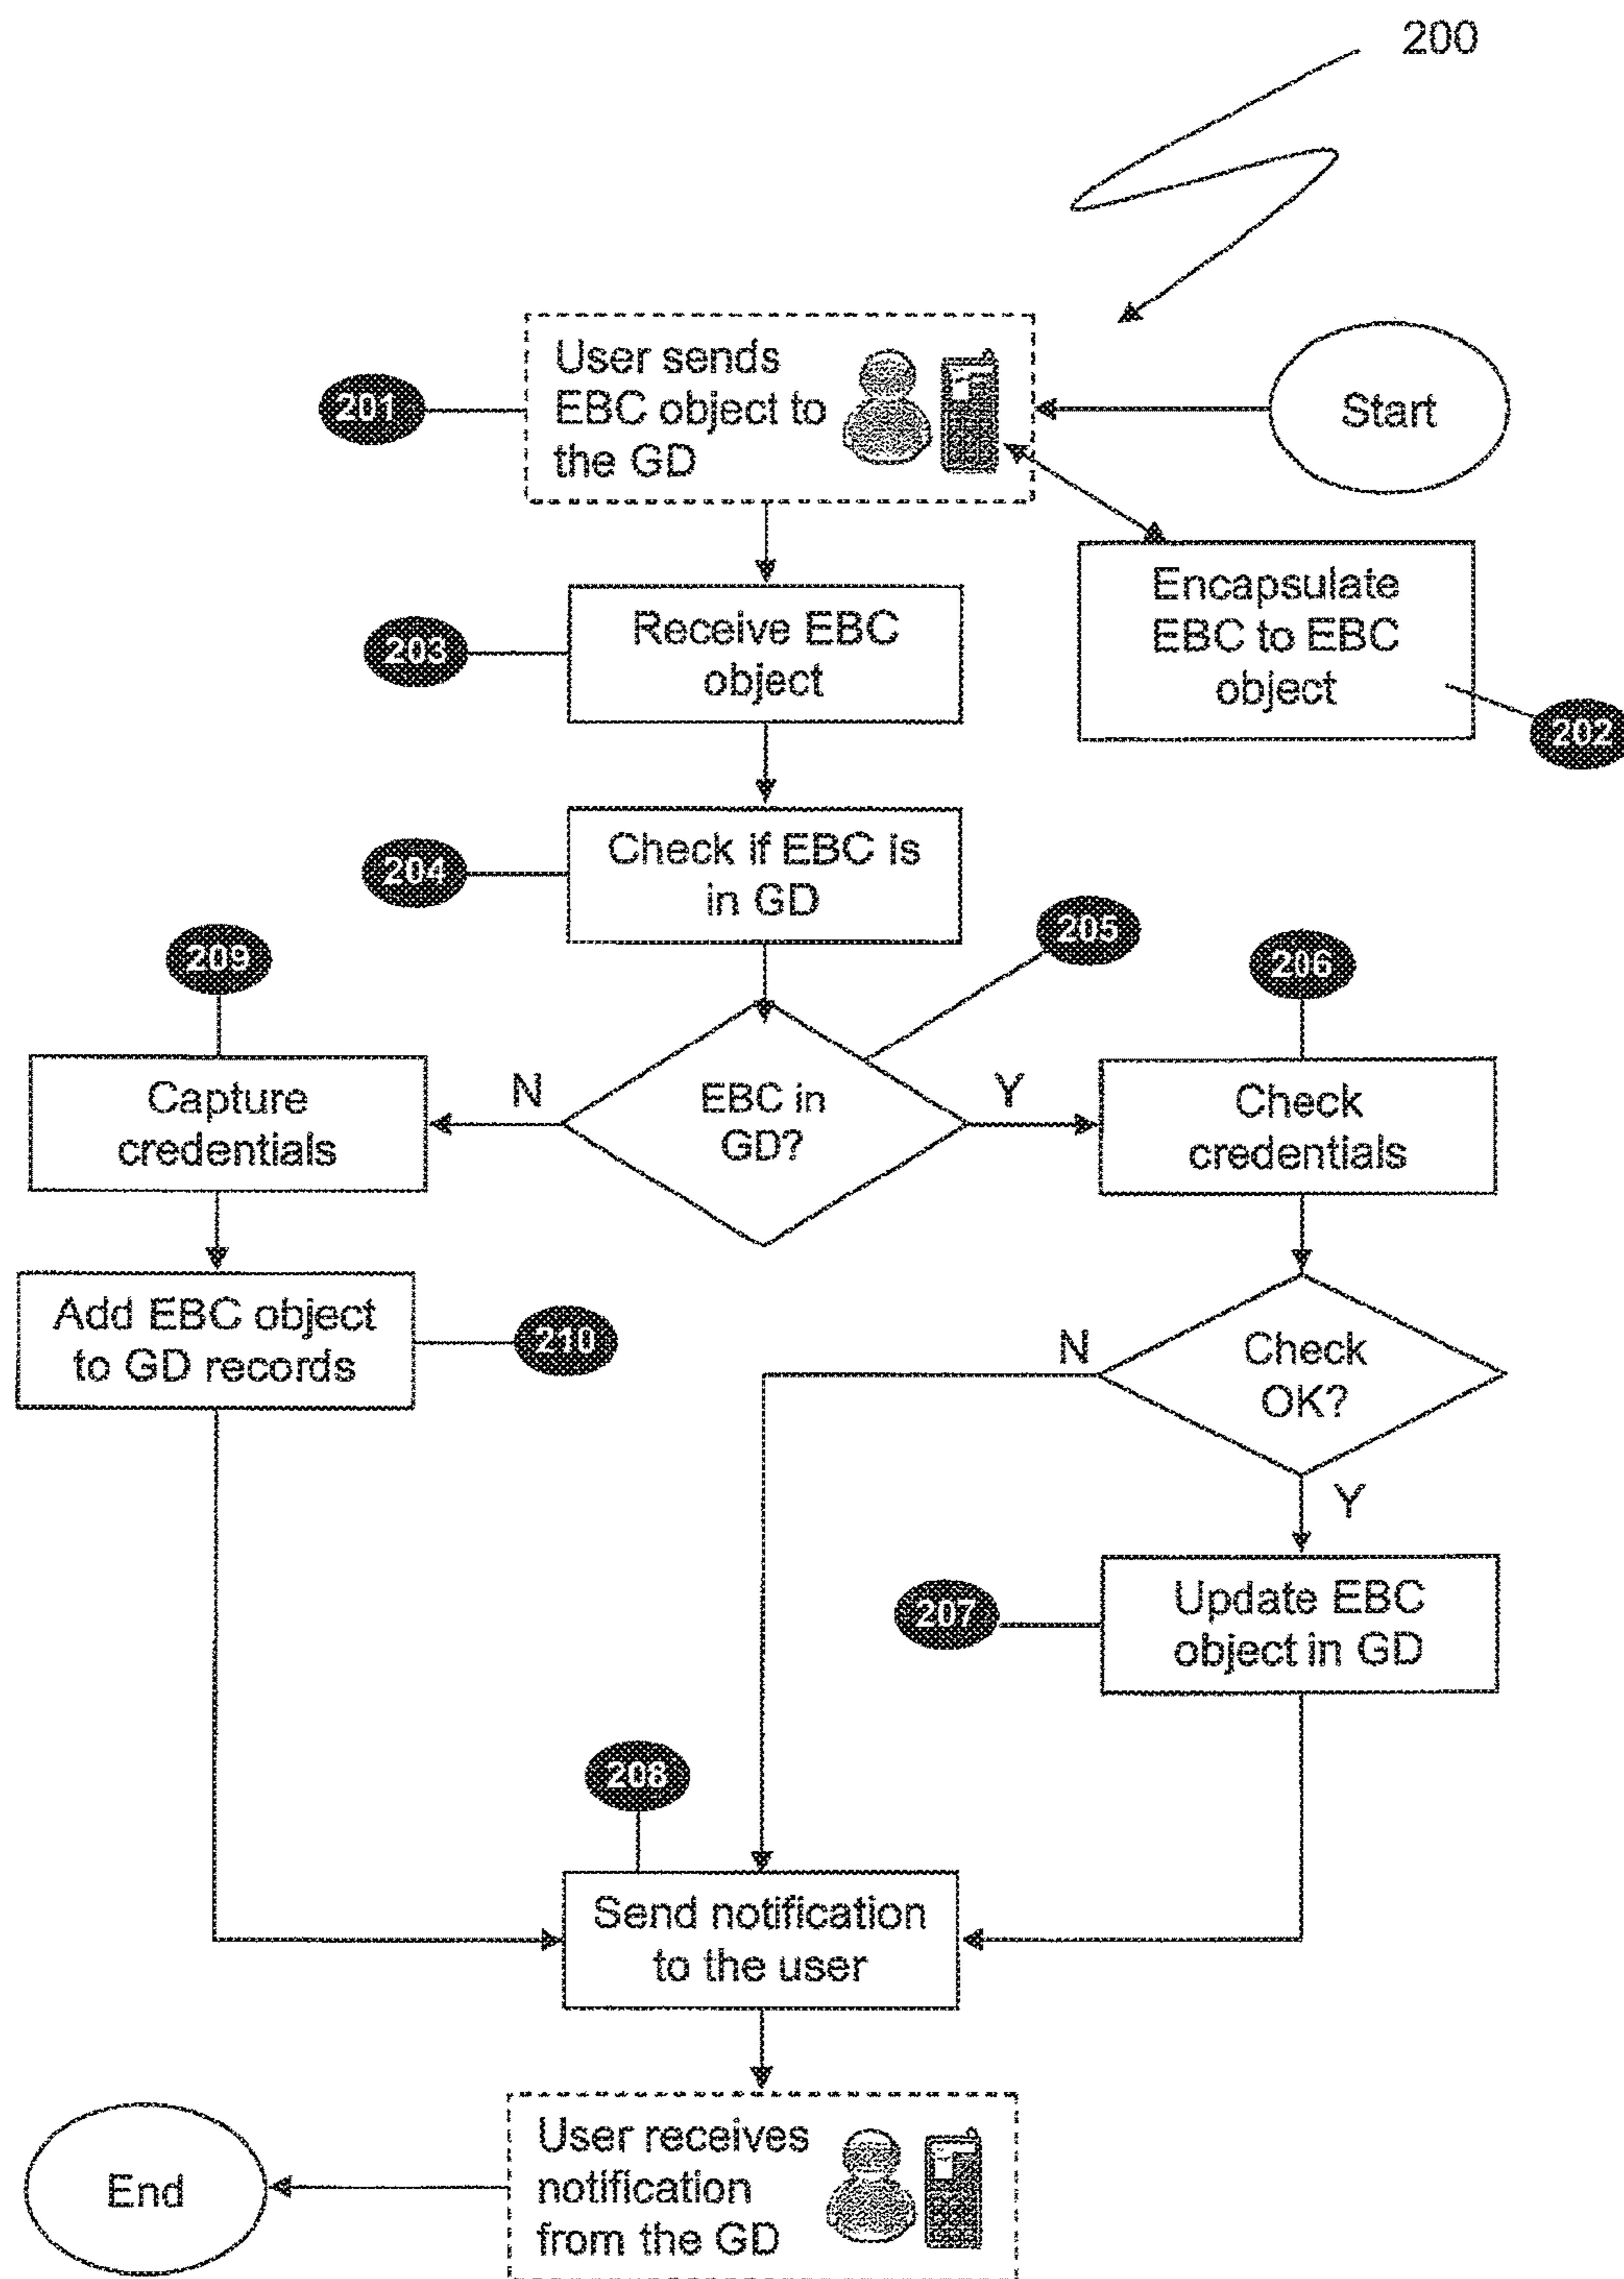 200
User sends
EBC object to
the GD
201
Start
Encapsulate
EBC to EBC
object
202
Receive EBC
object
203
Check if EBC is
in GD
204
205
209
206
Capture
credentials
N
EBC in
GD?
Y
Check
credentials
Add EBC object
to GD records
210
N
Check
OK?
Y
207
Update EBC
object in GD
208
Send notification
to the user
End
User receives
notification
from the GD